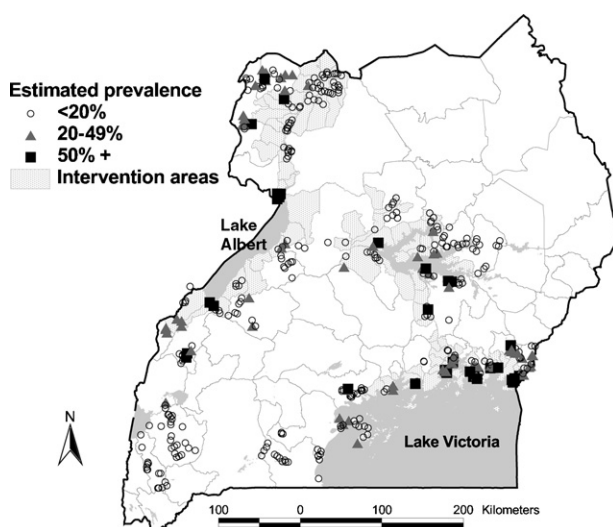 Estimated prevalence
<20%
20-49%
50% +
Intervention areas
Lake
Albert
Lake Victoria
N
100 0 100 200 Kilometers